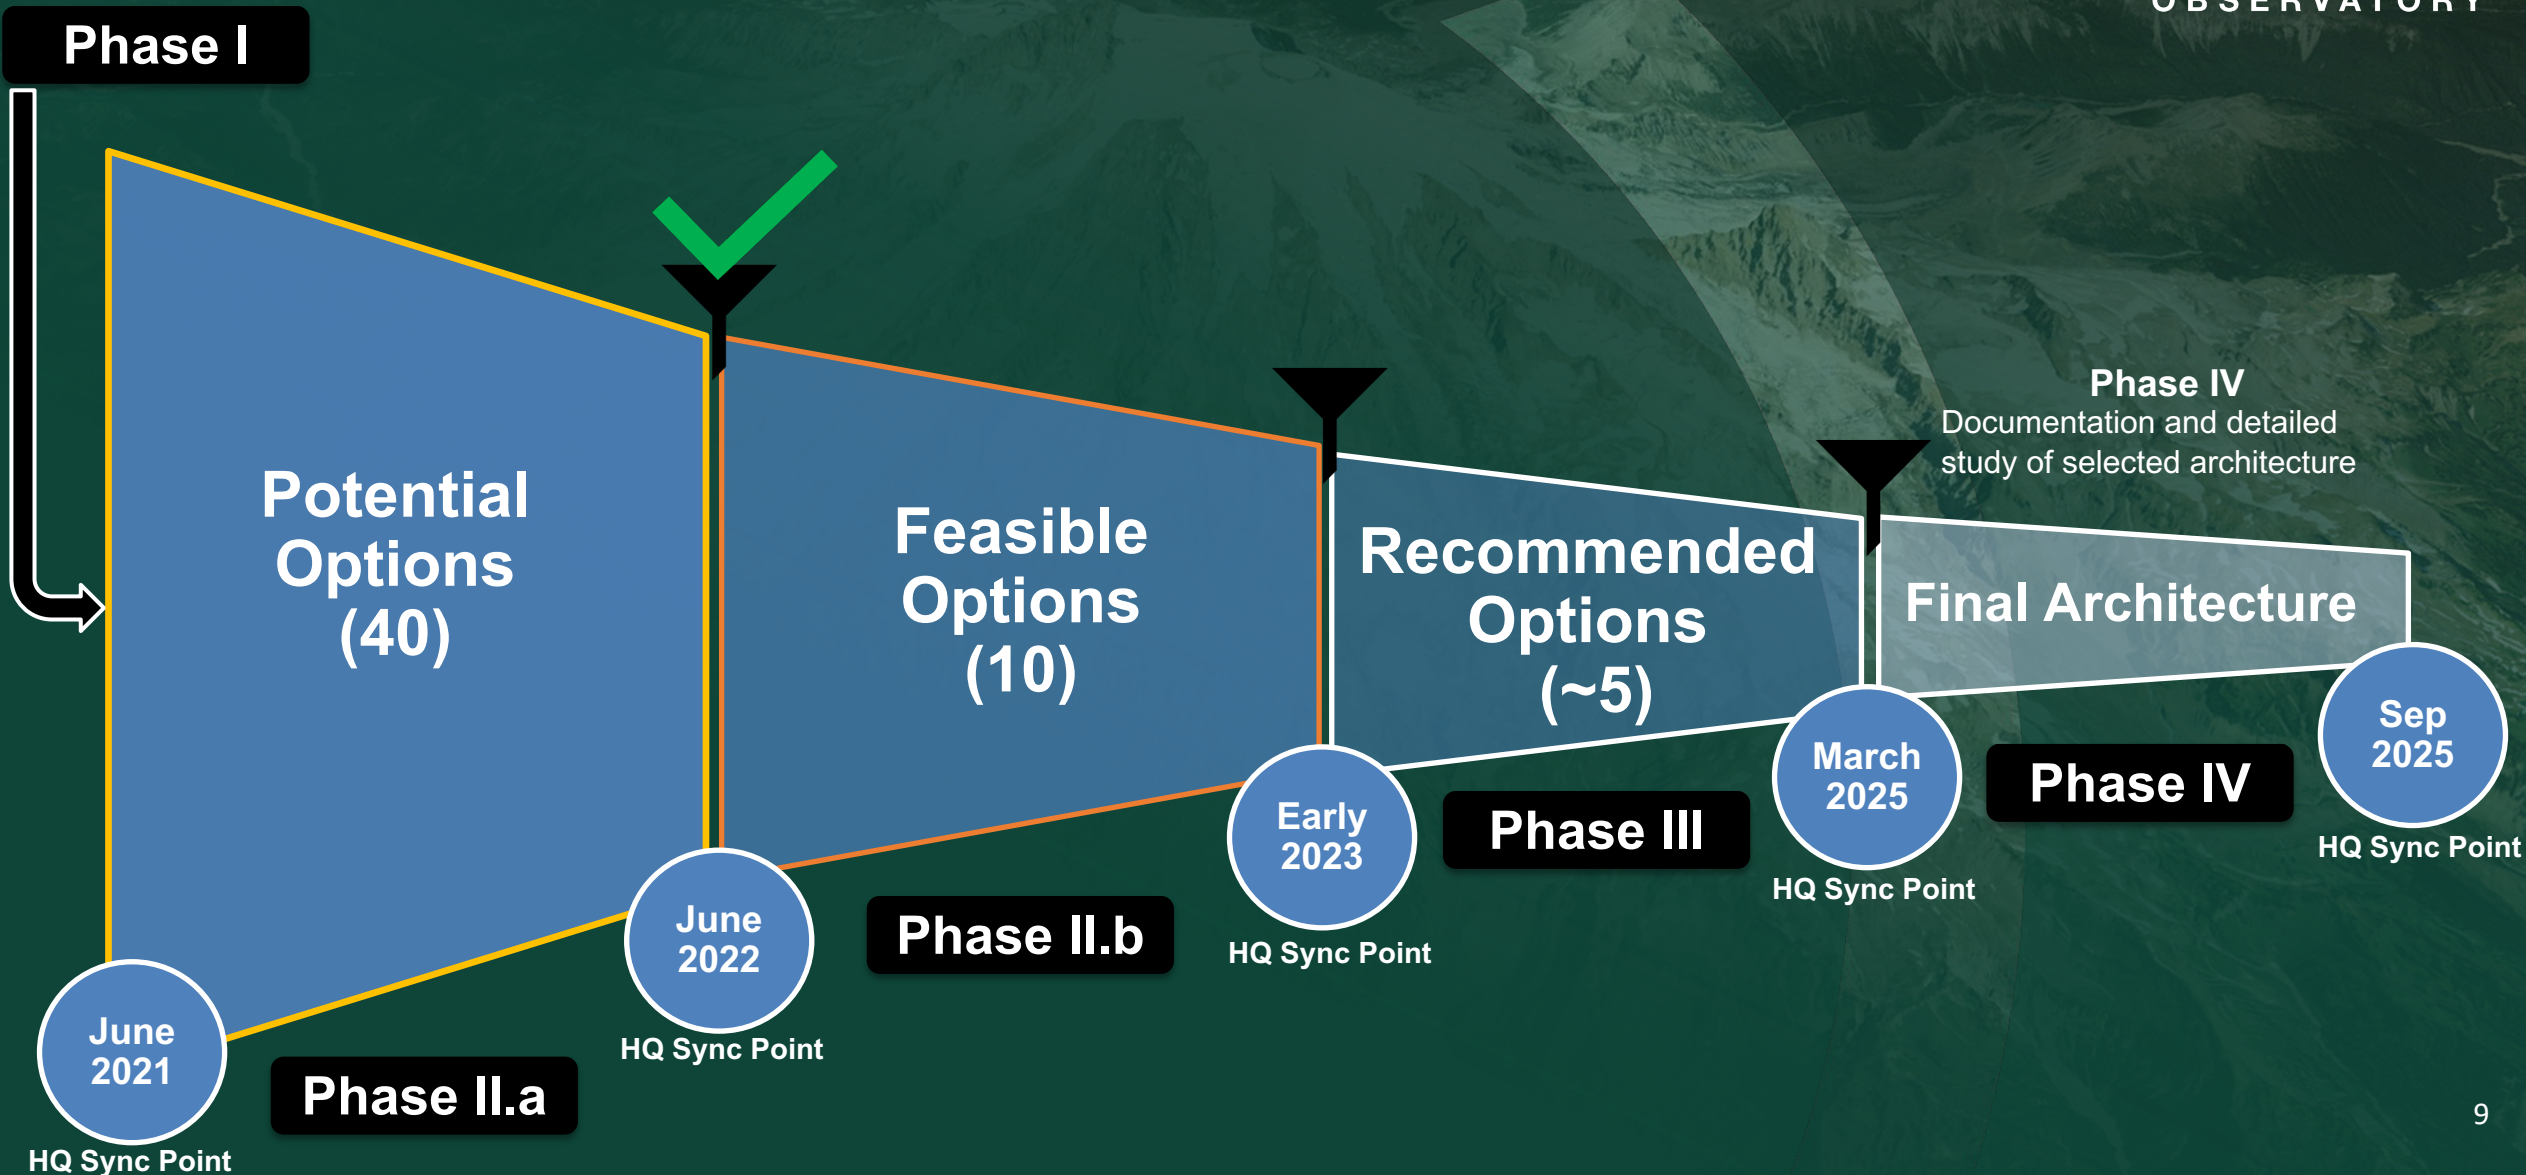 OBSERVATORY
Phase I
Potential
Options
(40)
Feasible
Options
(10)
Recommended
Options
(~5)
Phase IV
Documentation and detailed
study of selected architecture
Final Architecture
June
2021
HQ Sync Point
Phase II.a
June
2022
HQ Sync Point
Phase II.b
Early
2023
HQ Sync Point
Phase III
March
2025
HQ Sync Point
Phase IV
Sep
2025
HQ Sync Point
9